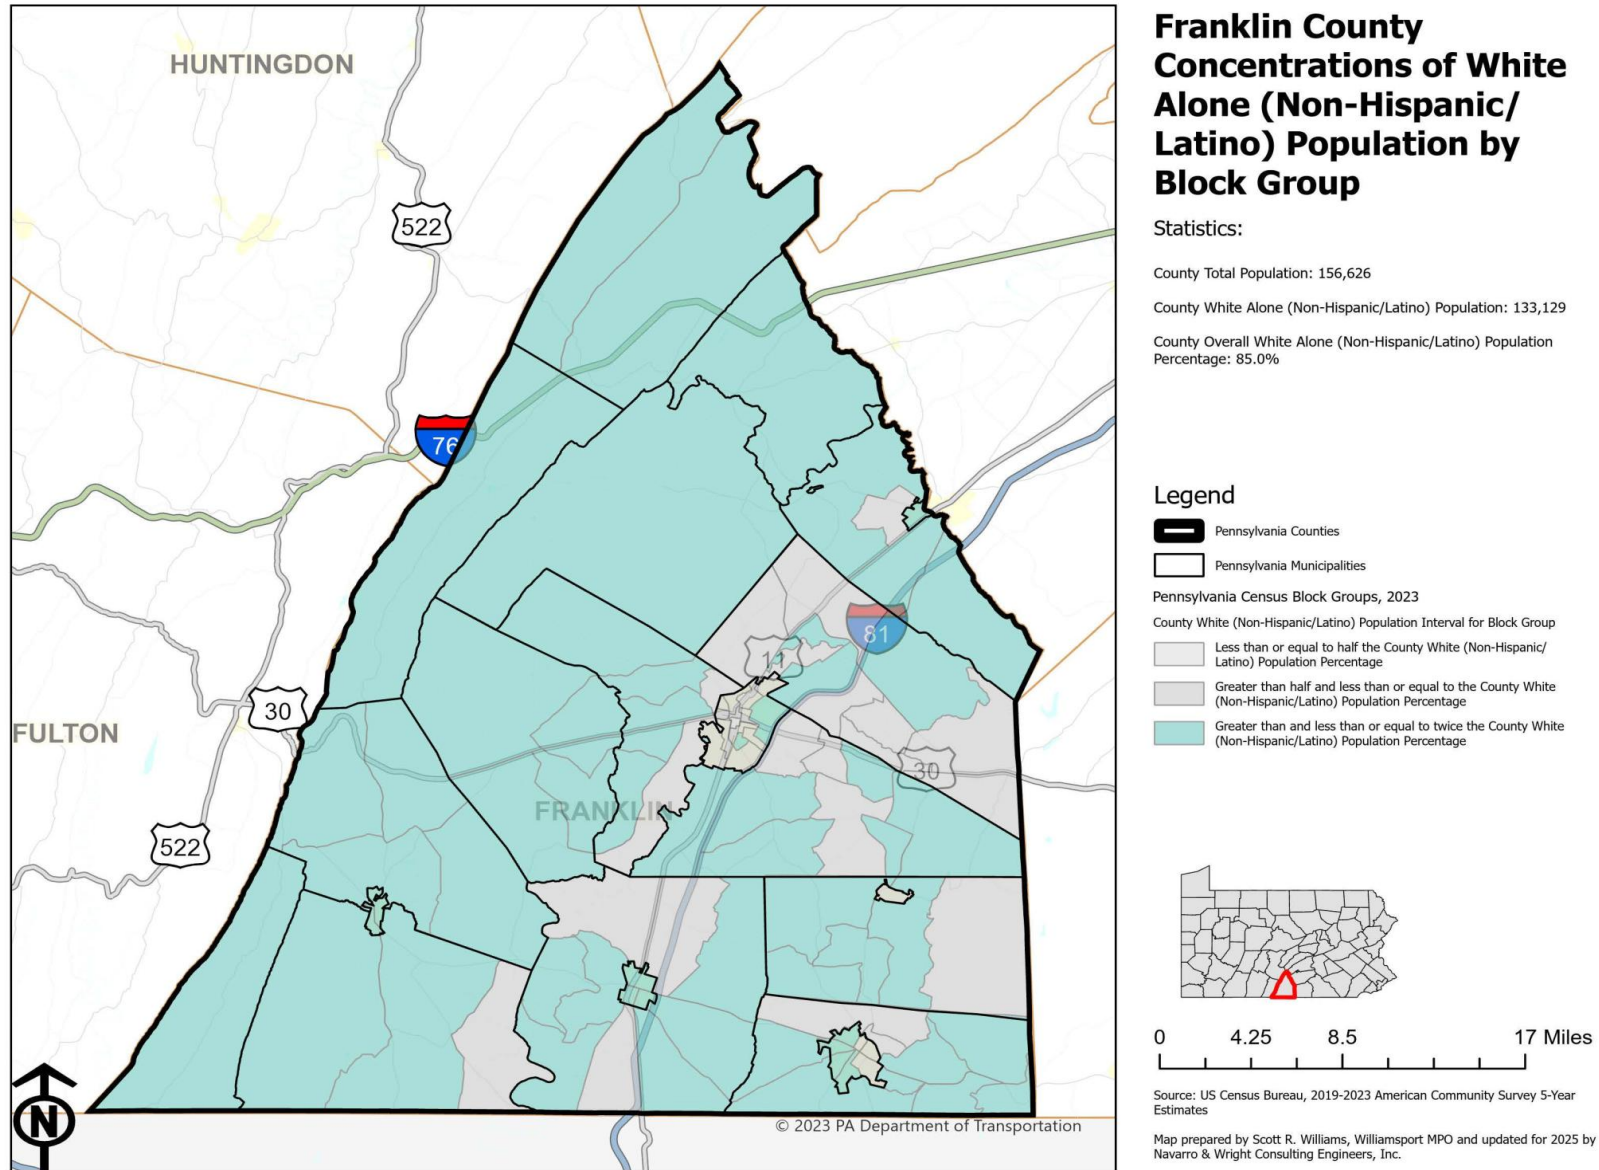 Franklin County
Concentrations of White
Alone (Non-Hispanic/
Latino) Population by
Block Group
Statistics:
County Total Population: 156,626
County White Alone (Non-Hispanic/Latino) Population: 133,129
County Overall White Alone (Non-Hispanic/Latino) Population
Percentage: 85.0%
HUNTINGDON
522
76
81
11
30
30
FULTON
FRANKLIN
522
N
© 2023 PA Department of Transportation
Legend
Pennsylvania Counties
Pennsylvania Municipalities
Pennsylvania Census Block Groups, 2023
County White (Non-Hispanic/Latino) Population Interval for Block Group
Less than or equal to half the County White (Non-Hispanic/
Latino) Population Percentage
Greater than half and less than or equal to the County White
(Non-Hispanic/Latino) Population Percentage
Greater than and less than or equal to twice the County White
(Non-Hispanic/Latino) Population Percentage
0 4.25 8.5 17 Miles
Source: US Census Bureau, 2019-2023 American Community Survey 5-Year
Estimates
Map prepared by Scott R. Williams, Williamsport MPO and updated for 2025 by
Navarro & Wright Consulting Engineers, Inc.